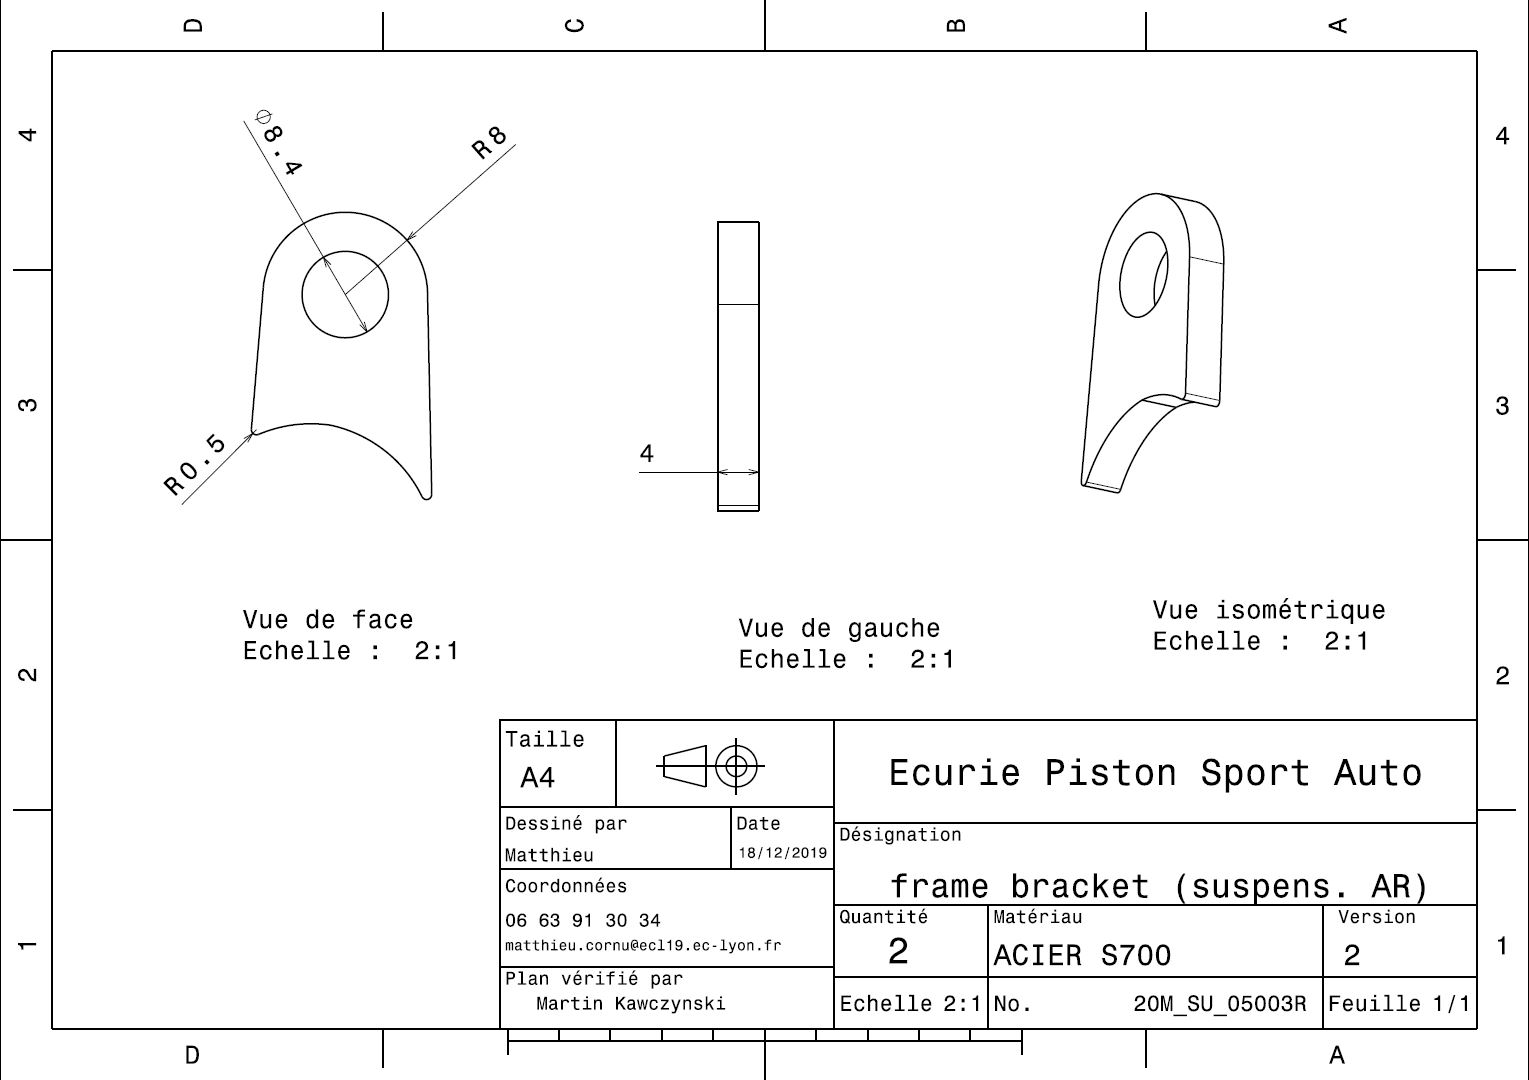 D C B A
4 4
⌀8.4
R8
3 3
R0.5
4
Vue de face
Echelle : 2:1
Vue de gauche
Echelle : 2:1
Vue isométrique
Echelle : 2:1
2 2
Taille
A4
Ecurie Piston Sport Auto
Dessiné par
Matthieu
Date
18/12/2019
Désignation
frame bracket (suspens. AR)
Coordonnées
06 63 91 30 34
matthieu.cornu@ecl19.ec-lyon.fr
Quantité
2
Matériau
ACIER S700
Version
2
1 1
Plan vérifié par
Martin Kawczynski
Echelle 2:1
No. 20M_SU_05003R
Feuille 1/1
D A